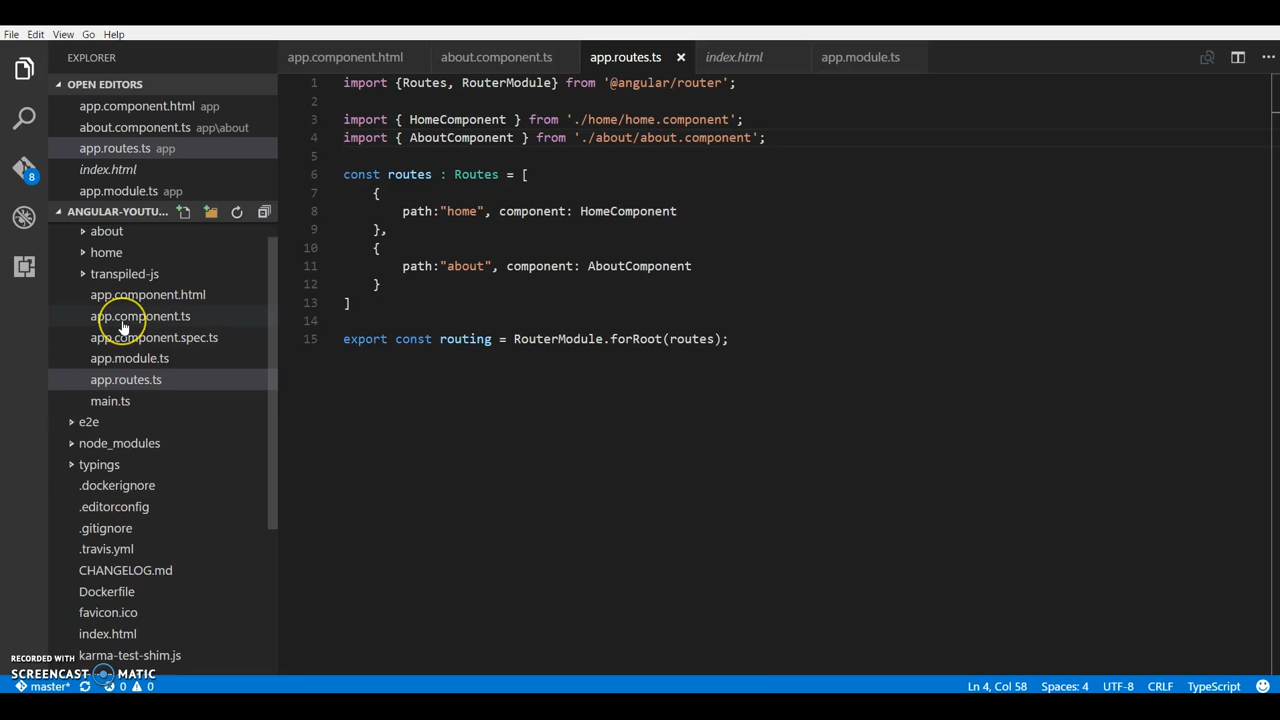 File Edit View Go Help
EXPLORER
OPEN EDITORS
app.component.html app
about.component.ts app\about
app.routes.ts app
index.html
app.module.ts app
ANGULAR-YOUTU...
about
home
transpiled-js
app.component.html
app.component.ts
app.component.spec.ts
app.module.ts
app.routes.ts
main.ts
e2e
node_modules
typings
.dockerignore
.editorconfig
.gitignore
.travis.yml
CHANGELOG.md
Dockerfile
favicon.ico
index.html
karma-test-shim.js
8
app.component.html about.component.ts app.routes.ts index.html app.module.ts
1 import {Routes, RouterModule} from '@angular/router';
2
3 import { HomeComponent } from './home/home.component';
4 import { AboutComponent } from './about/about.component';
5
6 const routes : Routes = [
7 {
8 path:"home", component: HomeComponent
9 },
10 {
11 path:"about", component: AboutComponent
12 }
13 ]
14
15 export const routing = RouterModule.forRoot(routes);
RECORDED WITH
SCREENCAST MATIC
master* 0 0 Ln 4, Col 58 Spaces: 4 UTF-8 CRLF TypeScript